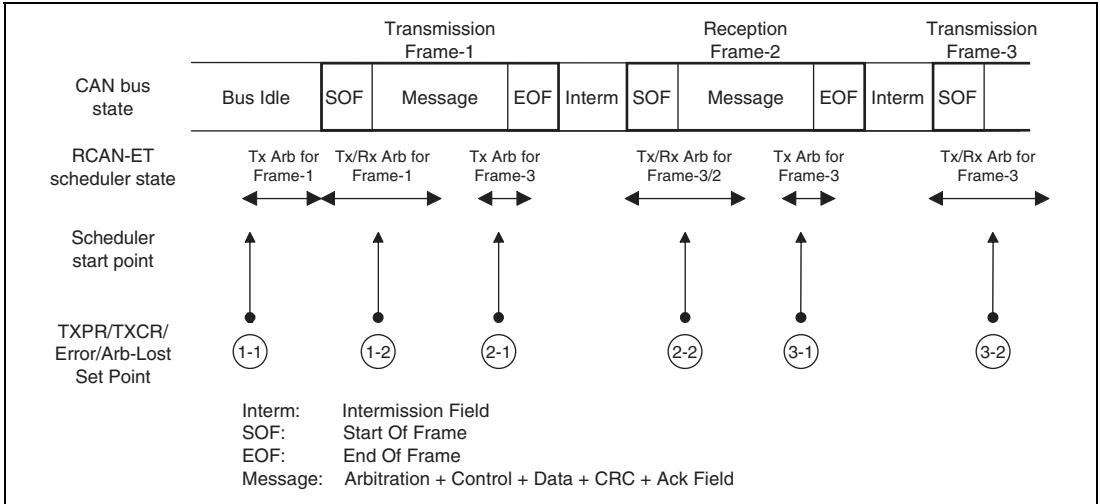 Transmission
Frame-1
Reception
Frame-2
Transmission
Frame-3
CAN bus
state
Bus Idle
SOF
Message
EOF
Interm
SOF
Message
EOF
Interm
SOF
RCAN-ET
scheduler state
Tx Arb for
Frame-1
Tx/Rx Arb for
Frame-1
Tx Arb for
Frame-3
Tx/Rx Arb for
Frame-3/2
Tx Arb for
Frame-3
Tx/Rx Arb for
Frame-3
Scheduler
start point
TXPR/TXCR/
Error/Arb-Lost
Set Point
1-1
1-2
2-1
2-2
3-1
3-2
Interm: Intermission Field
SOF: Start Of Frame
EOF: End Of Frame
Message: Arbitration + Control + Data + CRC + Ack Field